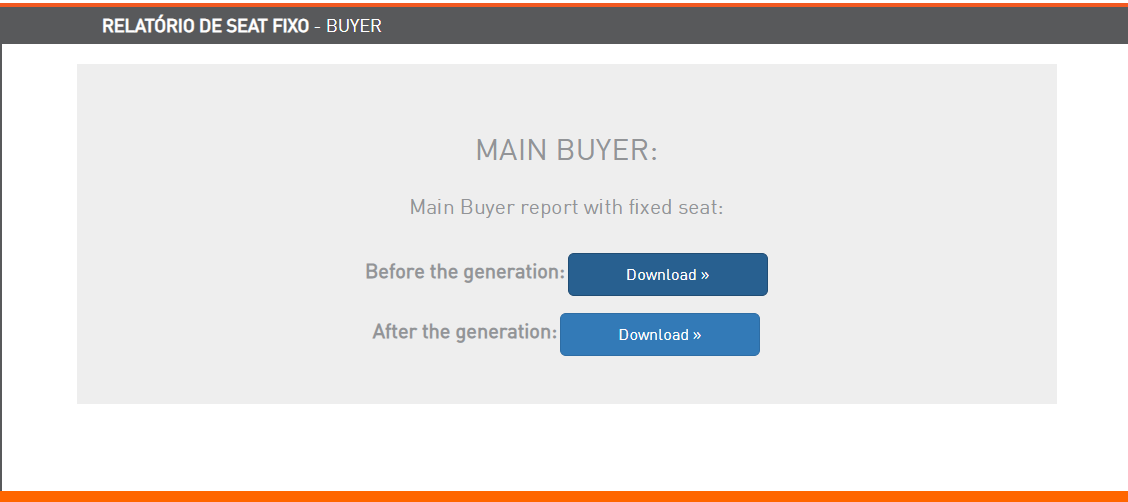 RELATÓRIO DE SEAT FIXO - BUYER
MAIN BUYER:
Main Buyer report with fixed seat:
Before the generation: Download »
After the generation: Download »